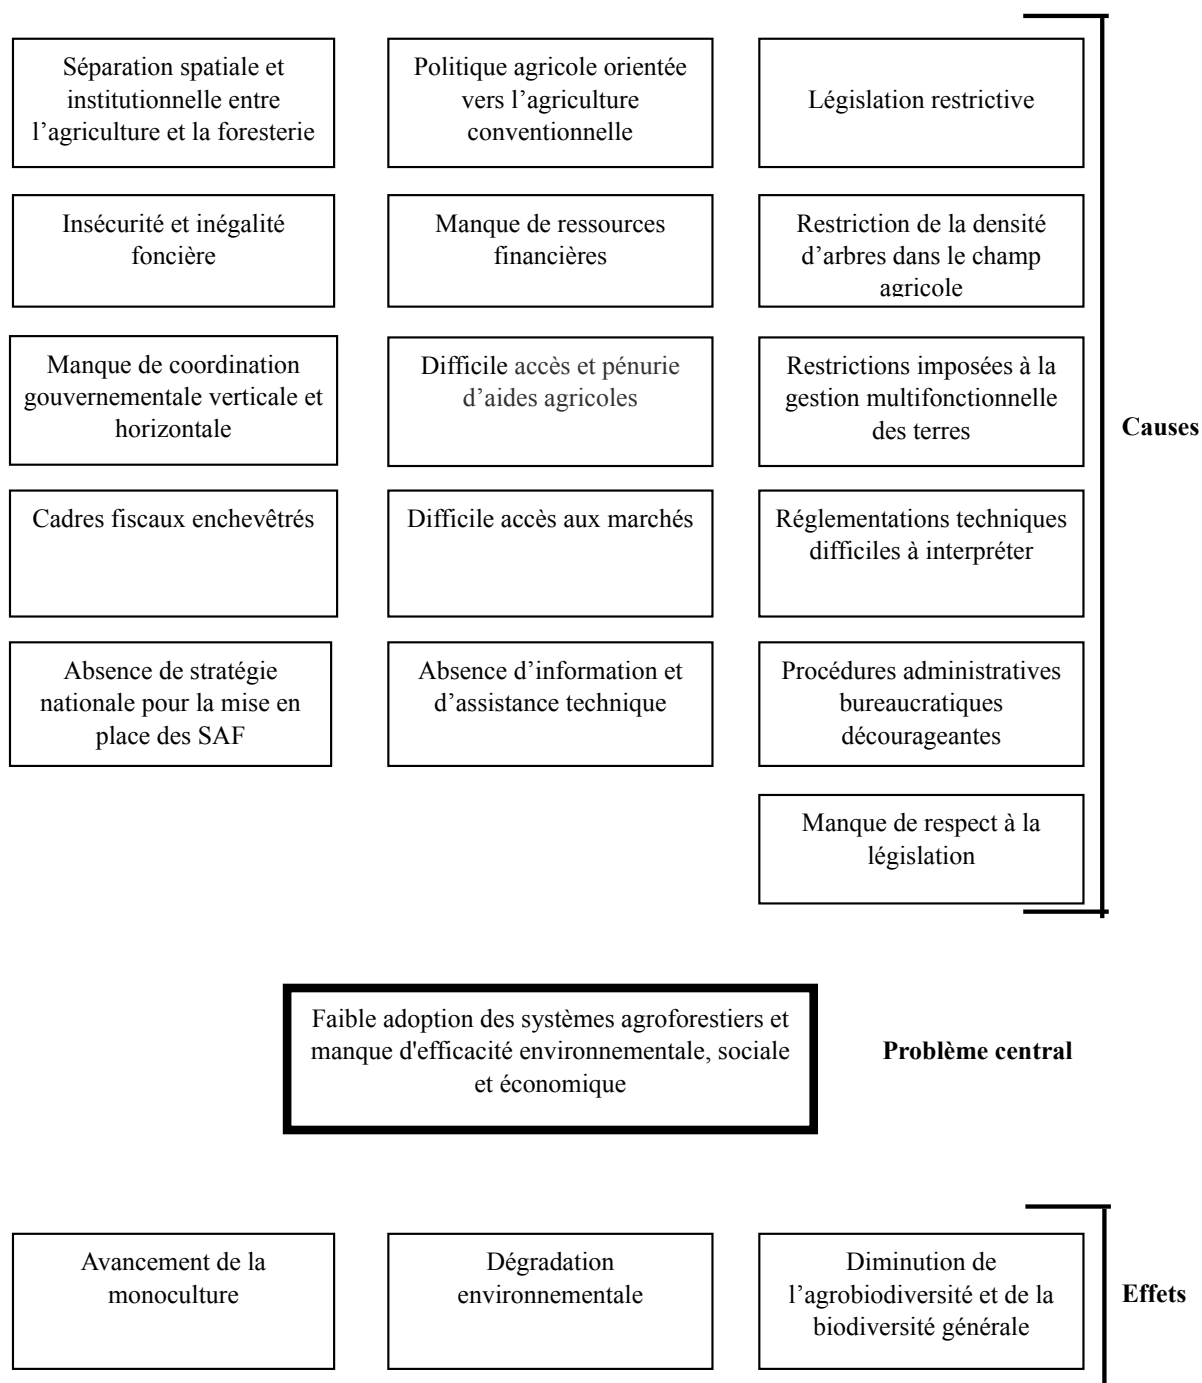 Séparation spatiale et
institutionnelle entre
l’agriculture et la foresterie
Politique agricole orientée
vers l’agriculture
conventionnelle
Législation restrictive
Insécurité et inégalité
foncière
Manque de ressources
financières
Restriction de la densité
d’arbres dans le champ
agricole
Manque de coordination
gouvernementale verticale et
horizontale
Difficile accès et pénurie
d’aides agricoles
Restrictions imposées à la
gestion multifonctionnelle
des terres
Causes
Cadres fiscaux enchevêtrés
Difficile accès aux marchés
Réglementations techniques
difficiles à interpréter
Absence de stratégie
nationale pour la mise en
place des SAF
Absence d’information et
d’assistance technique
Procédures administratives
bureaucratiques
décourageantes
Manque de respect à la
législation
Faible adoption des systèmes agroforestiers et
manque d'efficacité environnementale, sociale
et économique
Problème central
Avancement de la
monoculture
Dégradation
environnementale
Diminution de
l’agrobiodiversité et de la
biodiversité générale
Effets